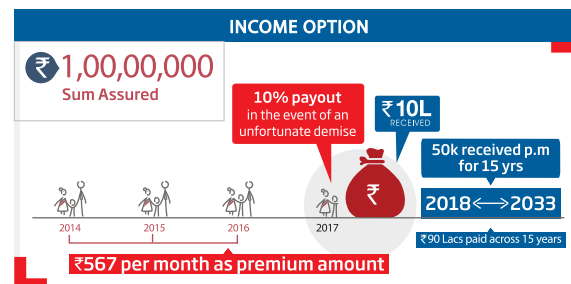 INCOME OPTION
₹ 1,00,00,000
Sum Assured
10% payout
in the event of an
unfortunate demise
₹10L
RECEIVED
50k received p.m
for 15 yrs
₹
2018<->2033
2014
2015
2016
2017
₹90 Lacs paid across 15 years
₹567 per month as premium amount